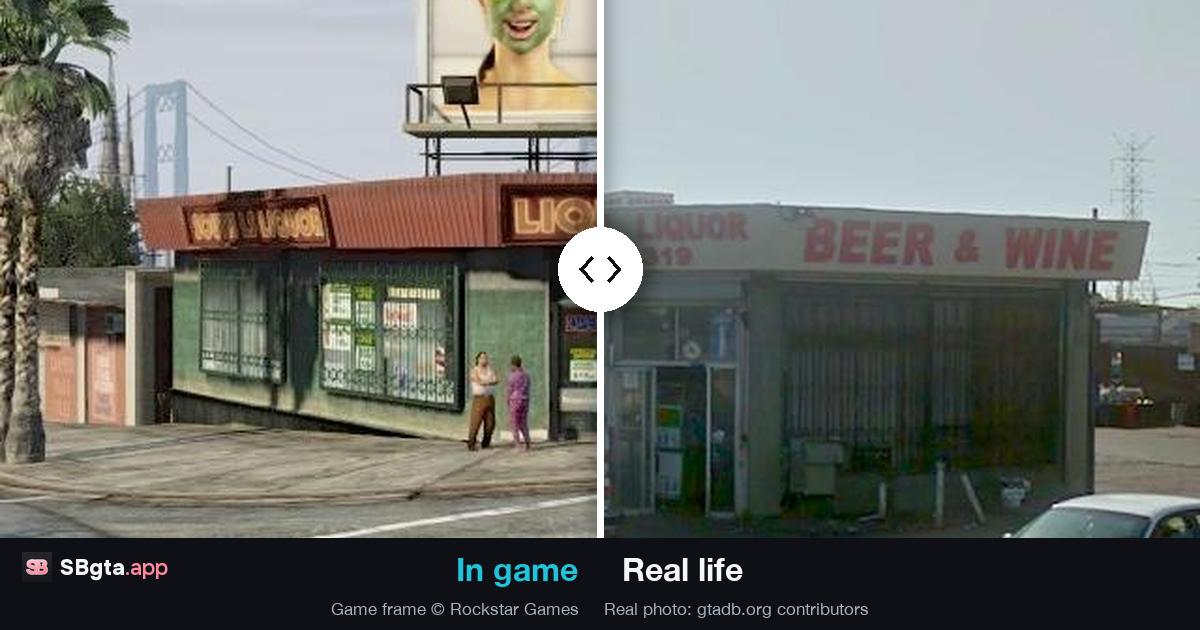 LIQUOR
LIQUOR
319
BEER & WINE
SB SBgta.app
In game
Real life
Game frame © Rockstar Games
Real photo: gtadb.org contributors